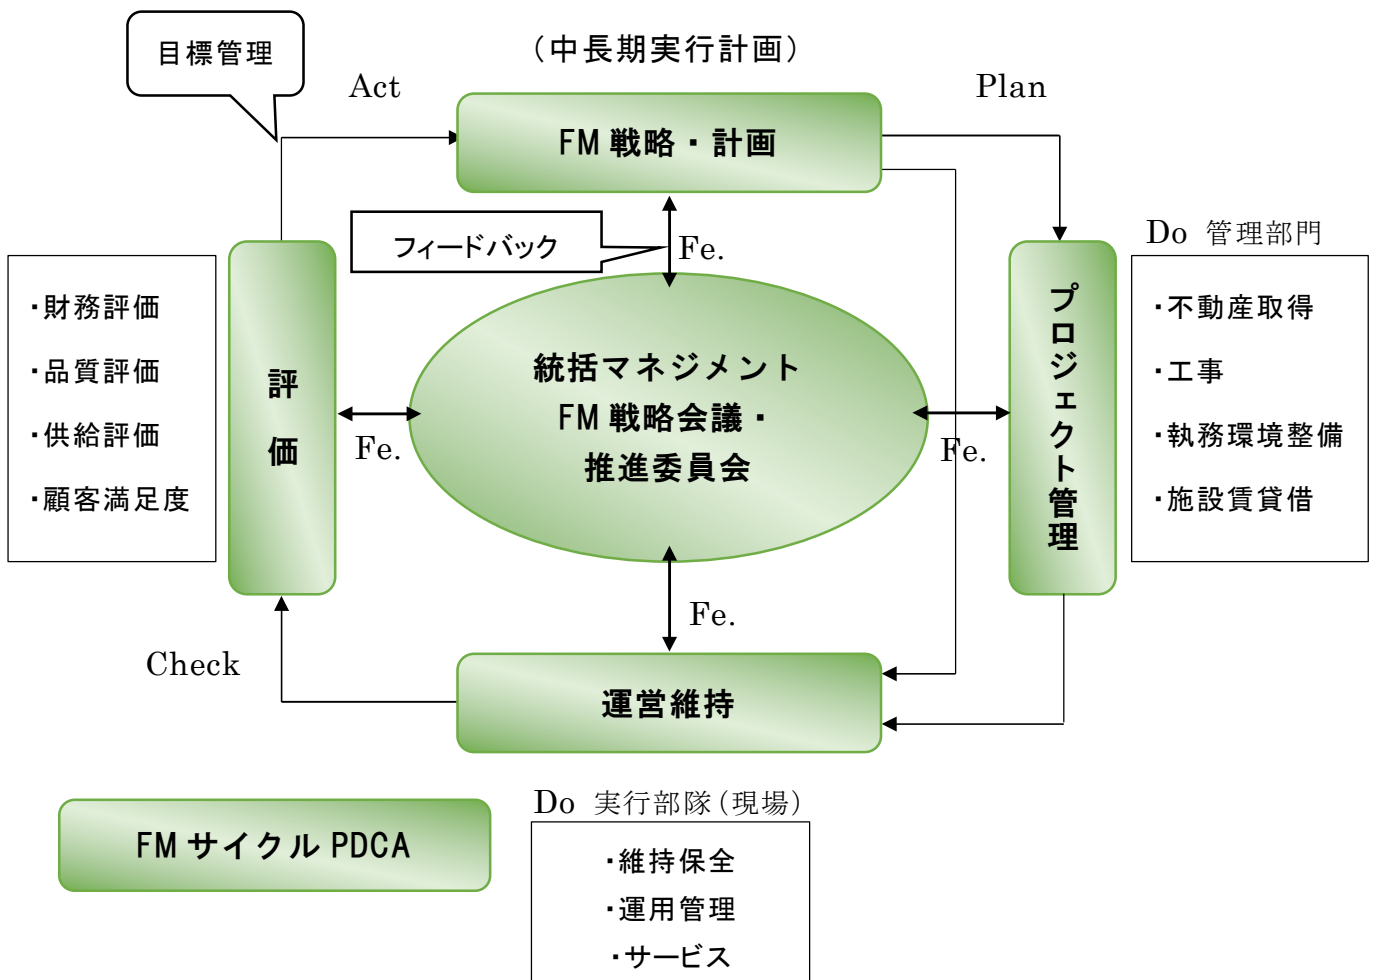 目標管理
（中長期実行計画）
Act
Plan
FM 戦略・計画
フィードバック
Fe.
Do 管理部門
・財務評価
・品質評価
・供給評価
・顧客満足度
評価
Fe.
統括マネジメント
FM 戦略会議・
推進委員会
Fe.
プロジェクト管理
・不動産取得
・工事
・執務環境整備
・施設賃貸借
Fe.
Check
運営維持
FM サイクル PDCA
Do 実行部隊（現場）
・維持保全
・運用管理
・サービス